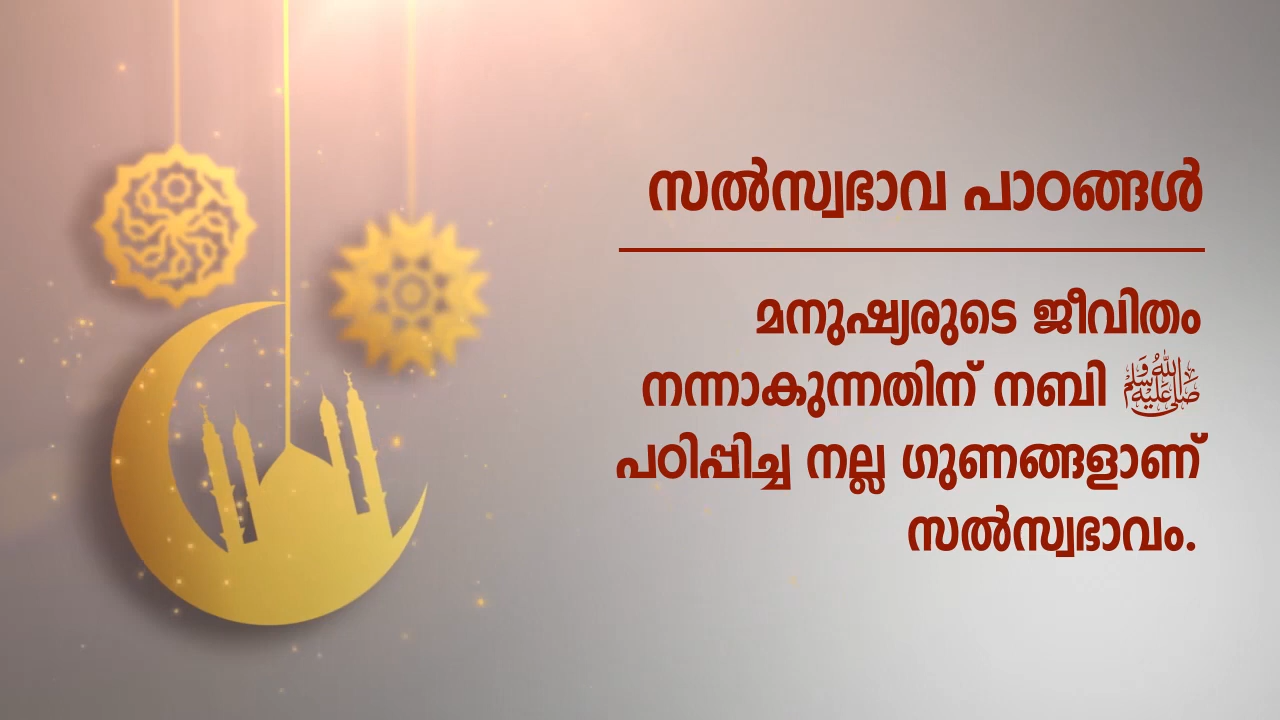 സൽസ്വഭാവ പാഠങ്ങൾ
മനുഷ്യരുടെ ജീവിതം
നന്നാകുന്നതിന് നബി ﷺ
പഠിപ്പിച്ച നല്ല ഗുണങ്ങളാണ്
സൽസ്വഭാവം.